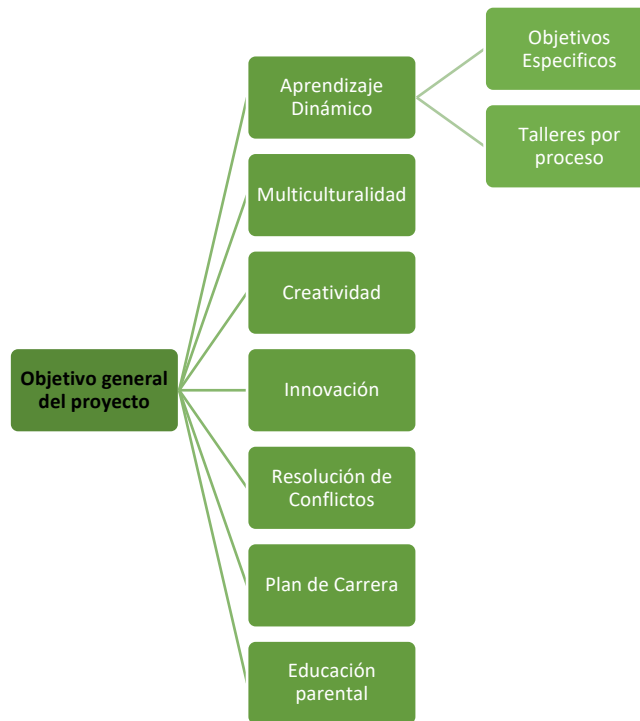 Objetivo general
del proyecto
Aprendizaje
Dinámico
Objetivos
Especificos
Talleres por
proceso
Multiculturalidad
Creatividad
Innovación
Resolución de
Conflictos
Plan de Carrera
Educación
parental